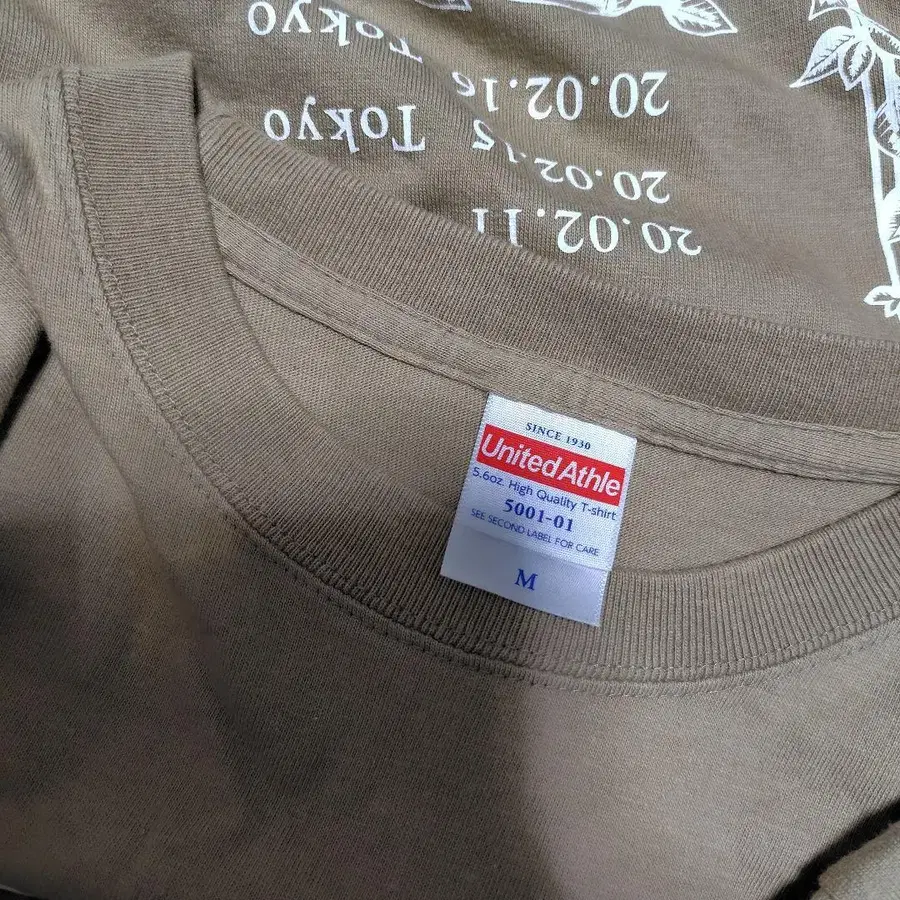 20.02.11
20.02.15 Tokyo
20.02.16 Tokyo
SINCE 1930
United Athle
5.6oz. High Quality T-shirt
5001-01
SEE SECOND LABEL FOR CARE
M